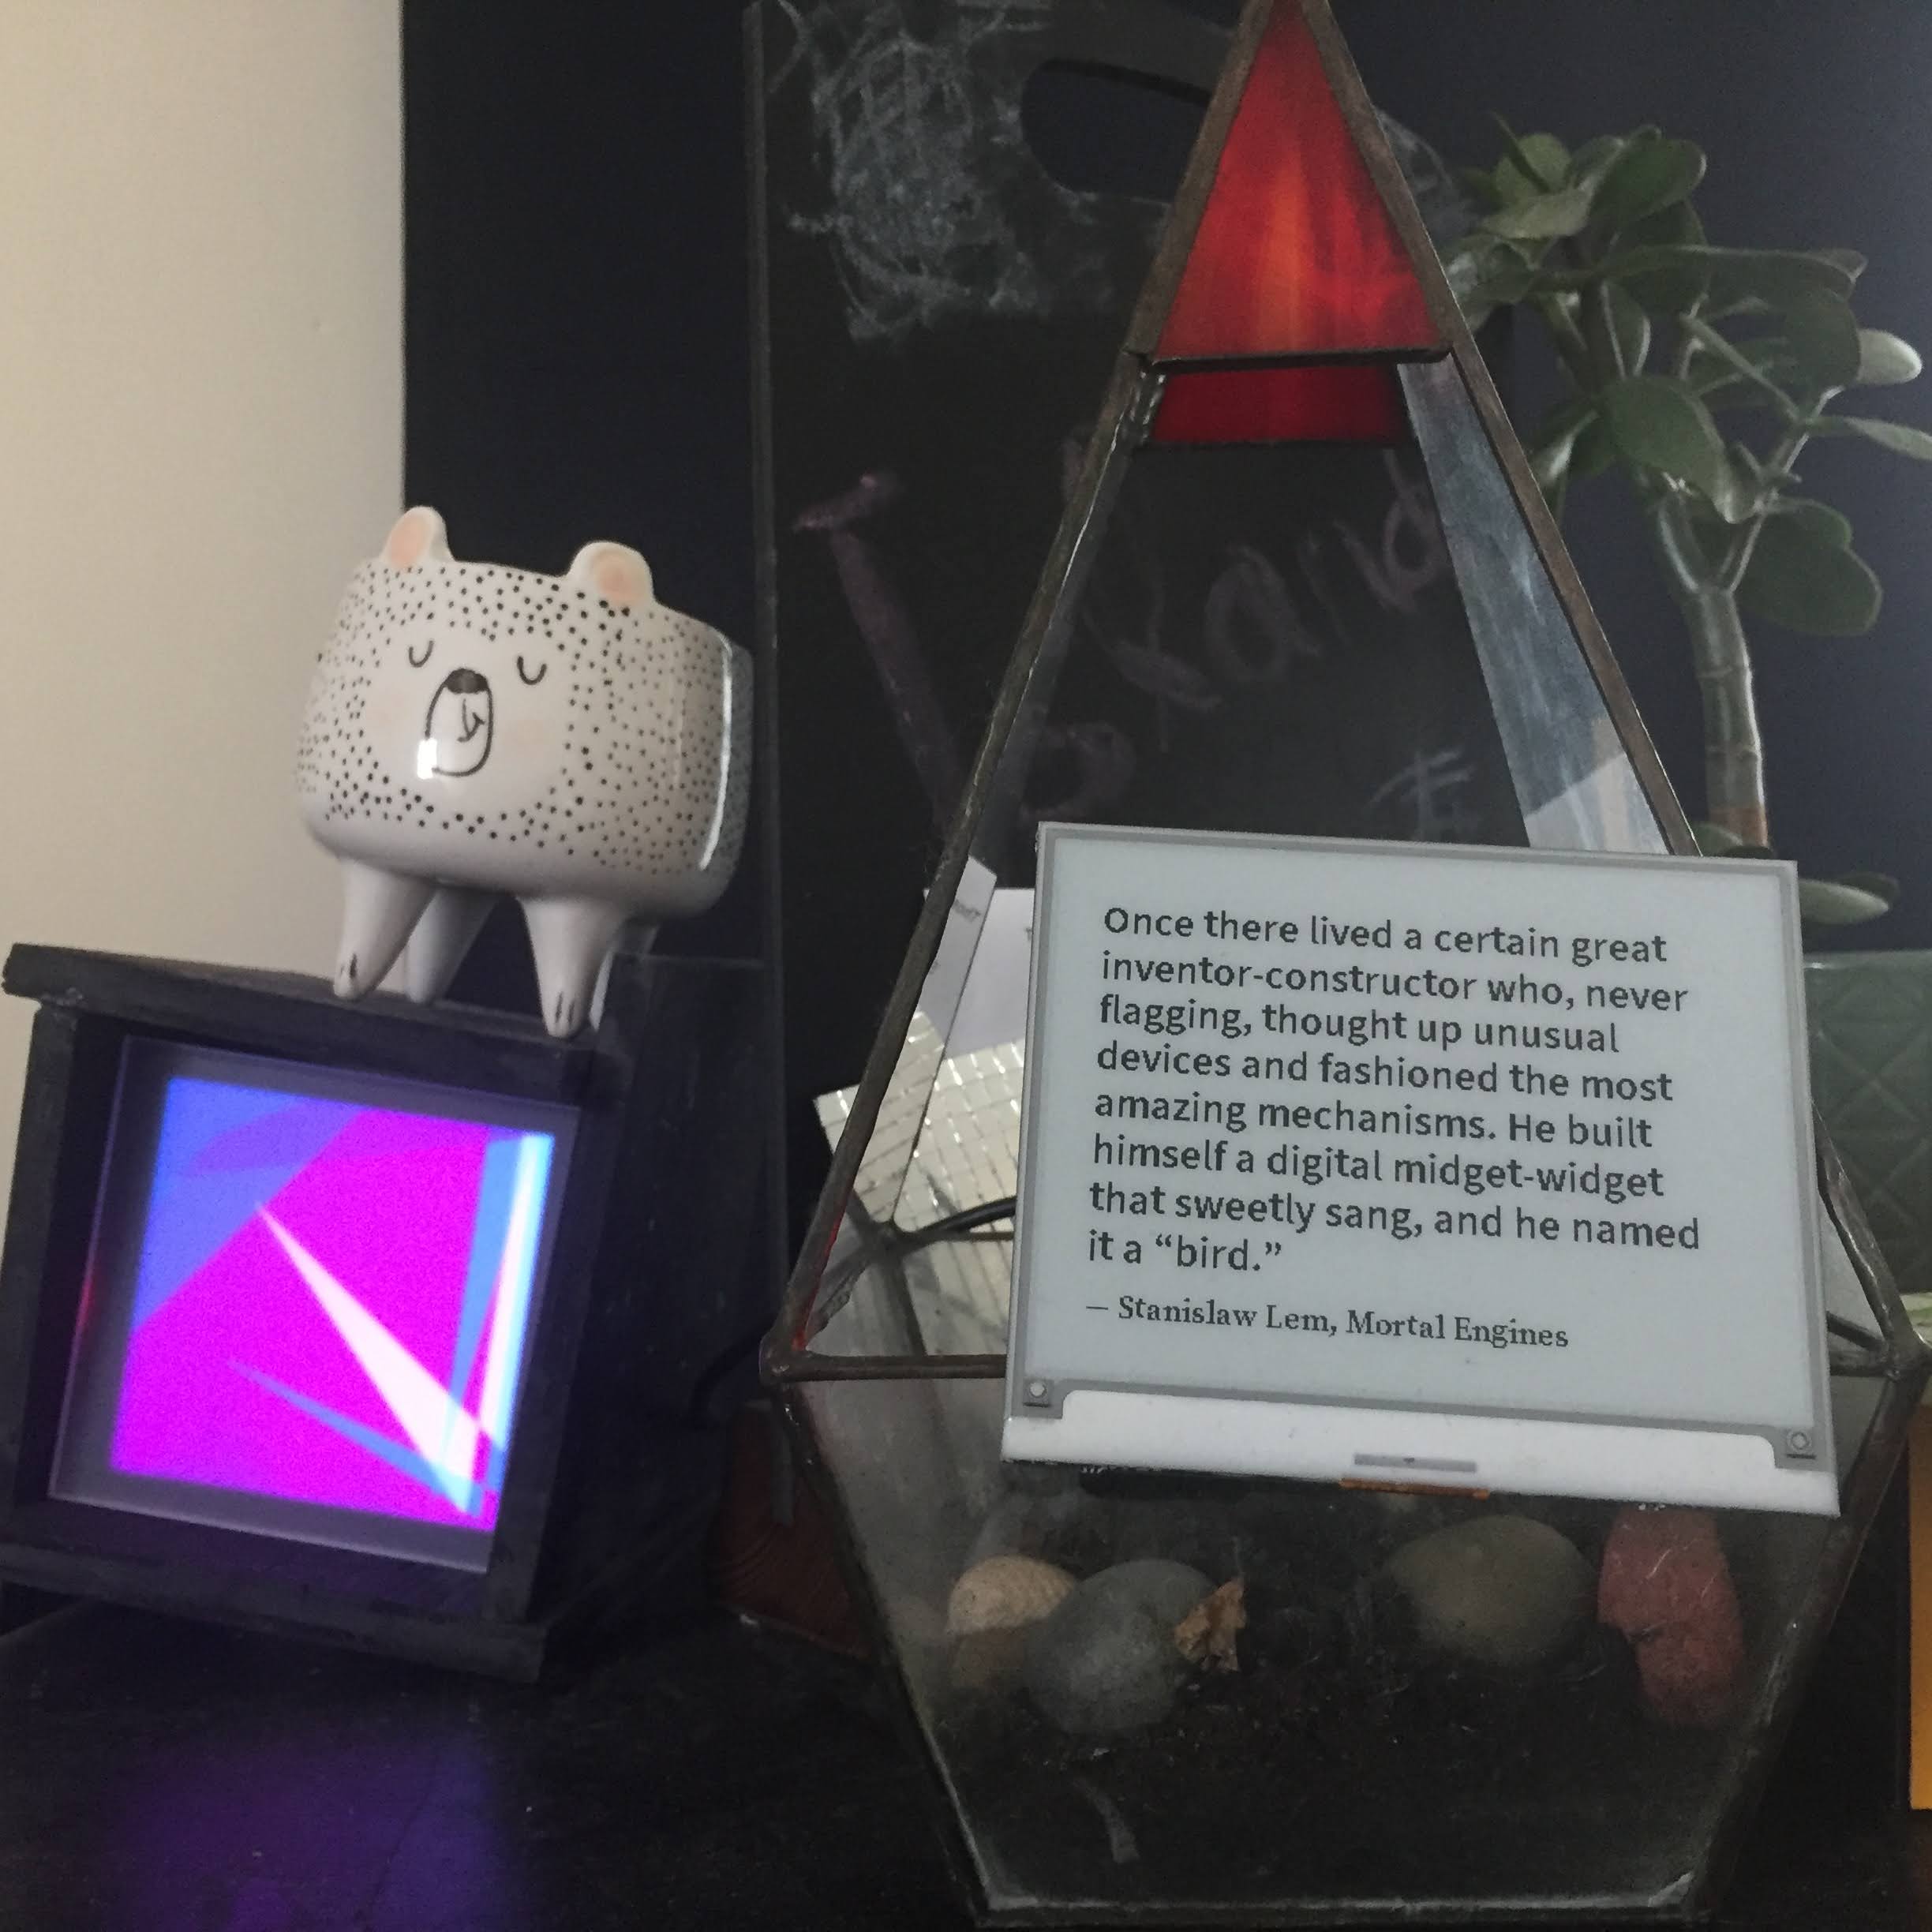 Once there lived a certain great
inventor-constructor who, never
flagging, thought up unusual
devices and fashioned the most
amazing mechanisms. He built
himself a digital midget-widget
that sweetly sang, and he named
it a “bird.”
— Stanislaw Lem, Mortal Engines